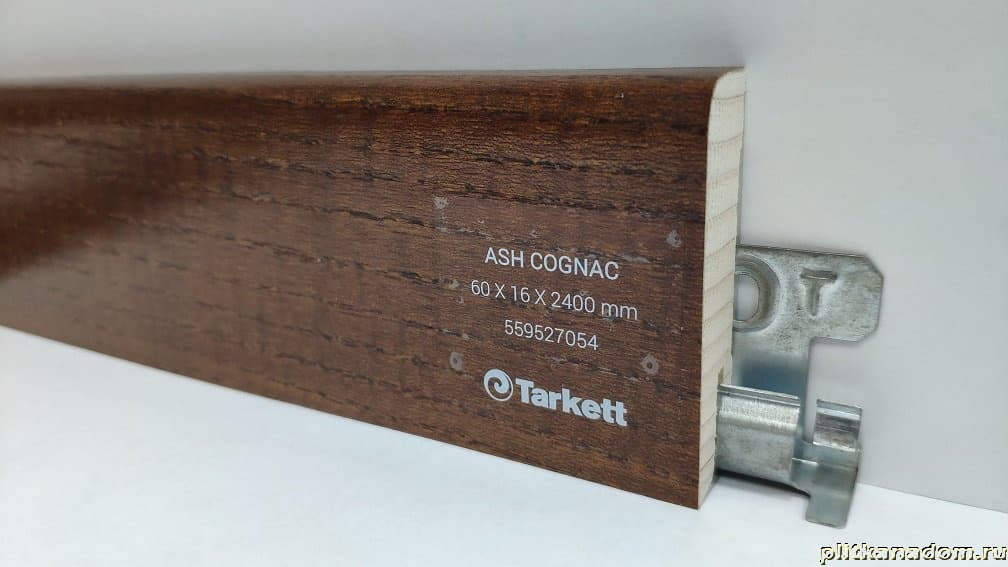 ASH COGNAC
60 X 16 X 2400 mm
559527054
Tarkett
T
plitkanadom.ru